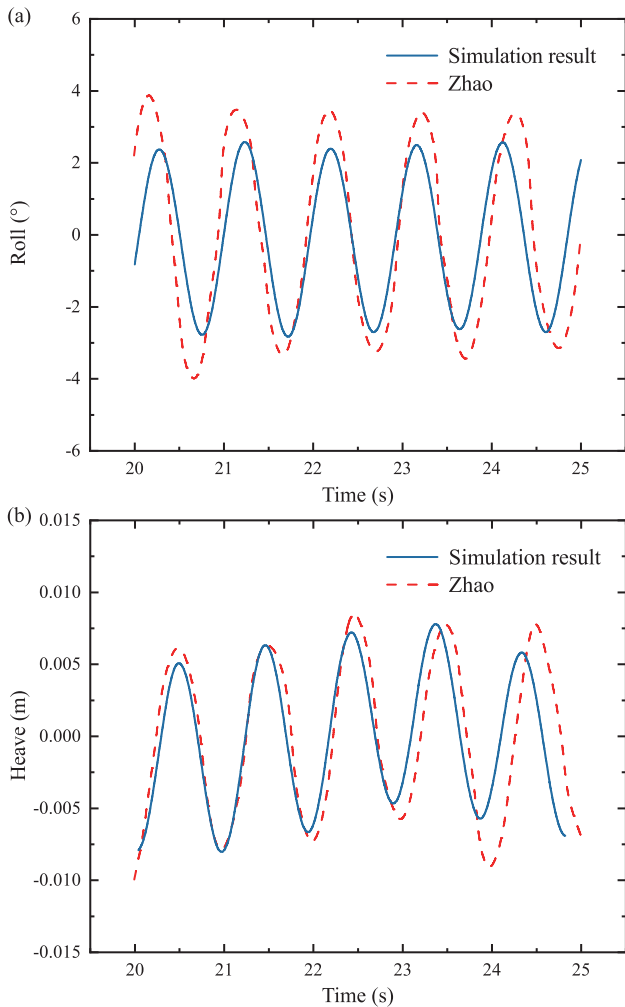 (a)
6
4
2
0
-2
-4
-6
Roll (°)
Simulation result
Zhao
20 21 22 23 24 25
Time (s)
(b)
0.015
0.010
0.005
0.000
-0.005
-0.010
-0.015
Heave (m)
Simulation result
Zhao
20 21 22 23 24 25
Time (s)